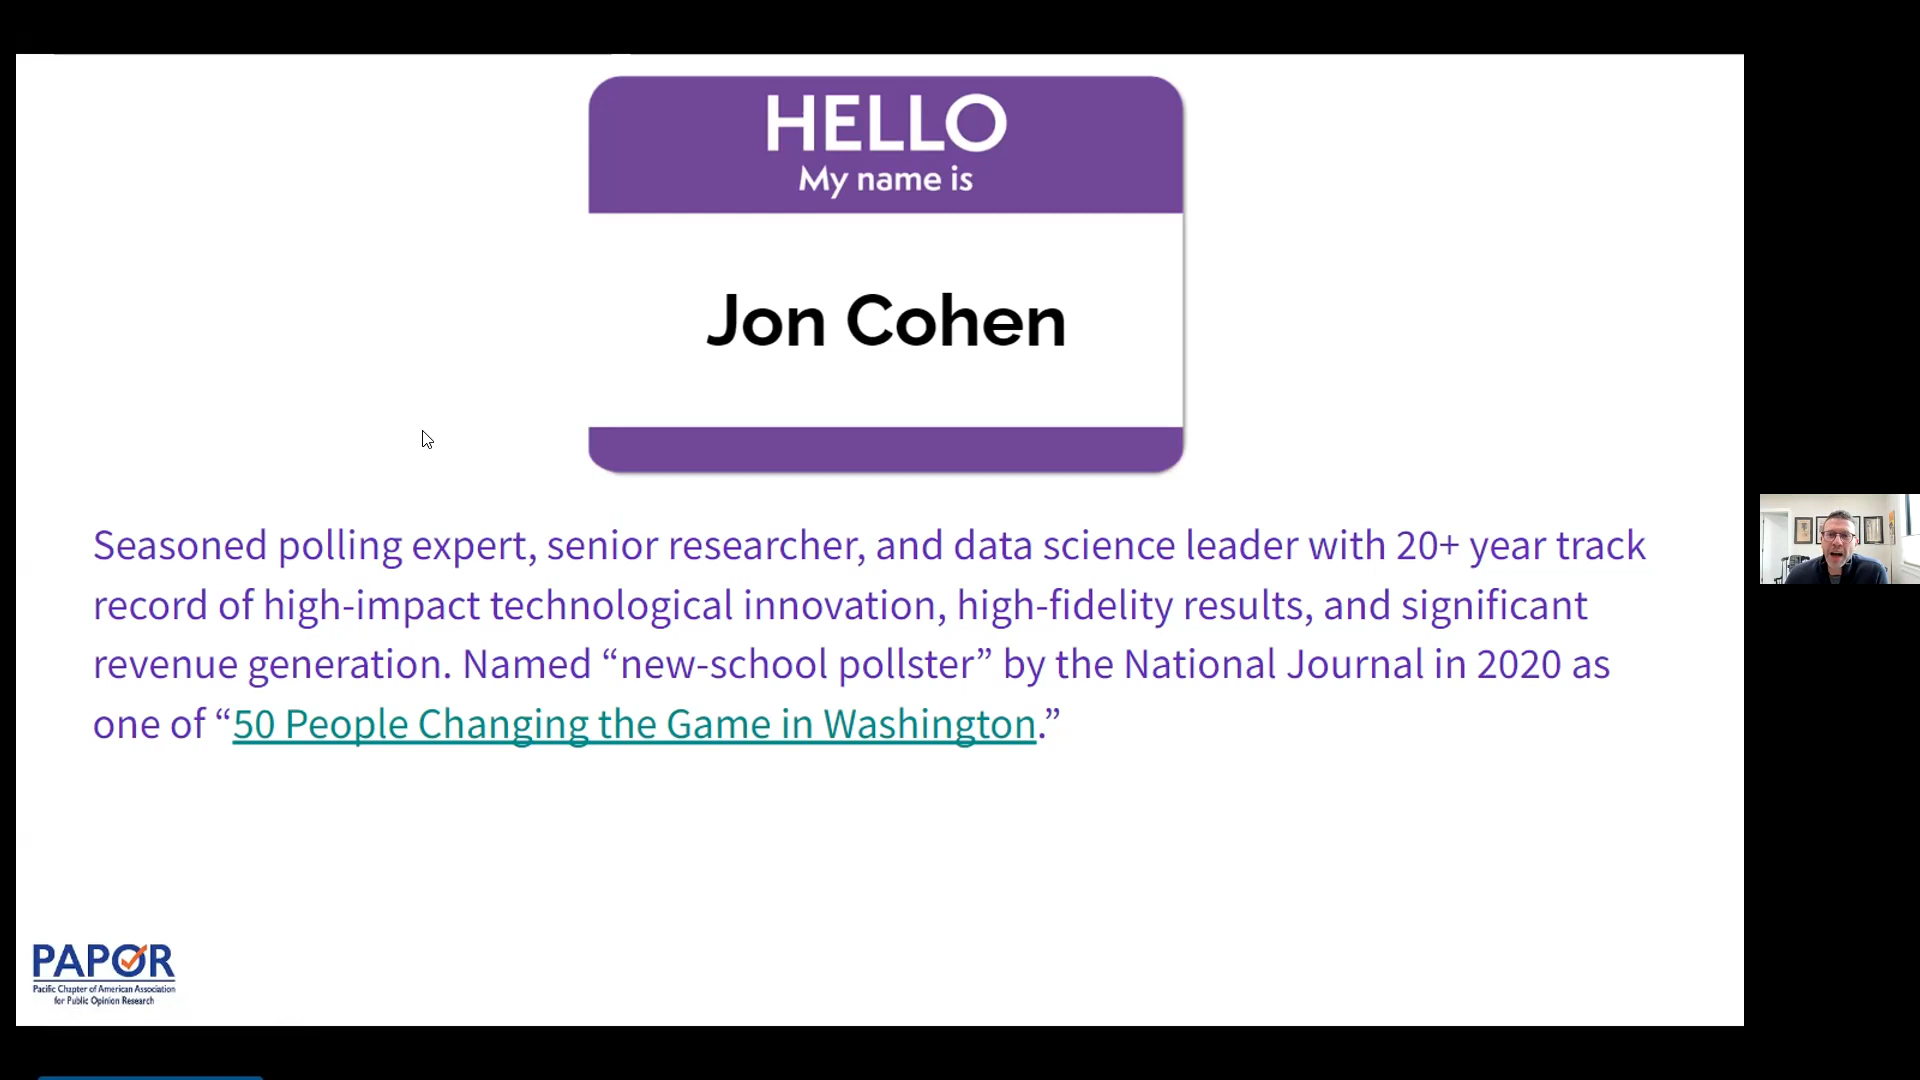 HELLO
My name is
Jon Cohen
Seasoned polling expert, senior researcher, and data science leader with 20+ year track
record of high-impact technological innovation, high-fidelity results, and significant
revenue generation. Named “new-school pollster” by the National Journal in 2020 as
one of “50 People Changing the Game in Washington.”
PAPOR
Pacific Chapter of American Association
for Public Opinion Research